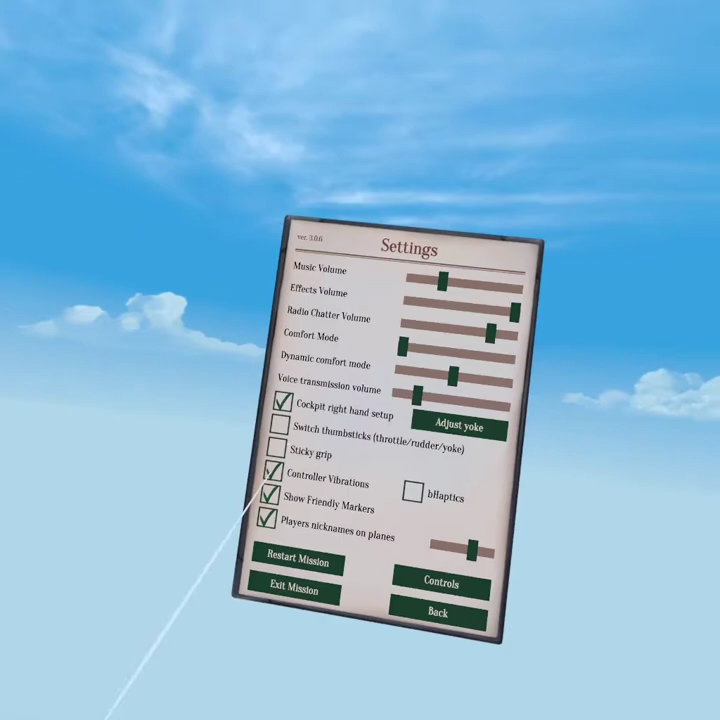 ver. 3.0.6
Settings
Music Volume
Effects Volume
Radio Chatter Volume
Comfort Mode
Dynamic comfort mode
Voice transmission volume
Cockpit right hand setup
Adjust yoke
Switch thumbsticks (throttle/rudder/yoke)
Sticky grip
Controller Vibrations
bHaptics
Show Friendly Markers
Players nicknames on planes
Restart Mission
Controls
Exit Mission
Back